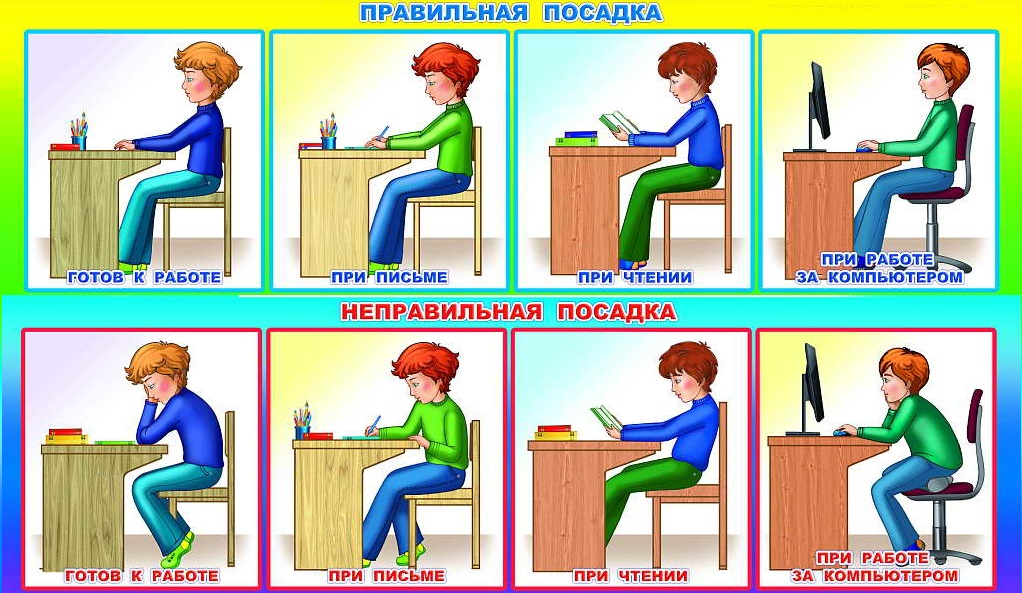 ПРАВИЛЬНАЯ ПОСАДКА
ГОТОВ К РАБОТЕ
ПРИ ПИСЬМЕ
ПРИ ЧТЕНИИ
ПРИ РАБОТЕ
ЗА КОМПЬЮТЕРОМ
НЕПРАВИЛЬНАЯ ПОСАДКА
ГОТОВ К РАБОТЕ
ПРИ ПИСЬМЕ
ПРИ ЧТЕНИИ
ПРИ РАБОТЕ
ЗА КОМПЬЮТЕРОМ